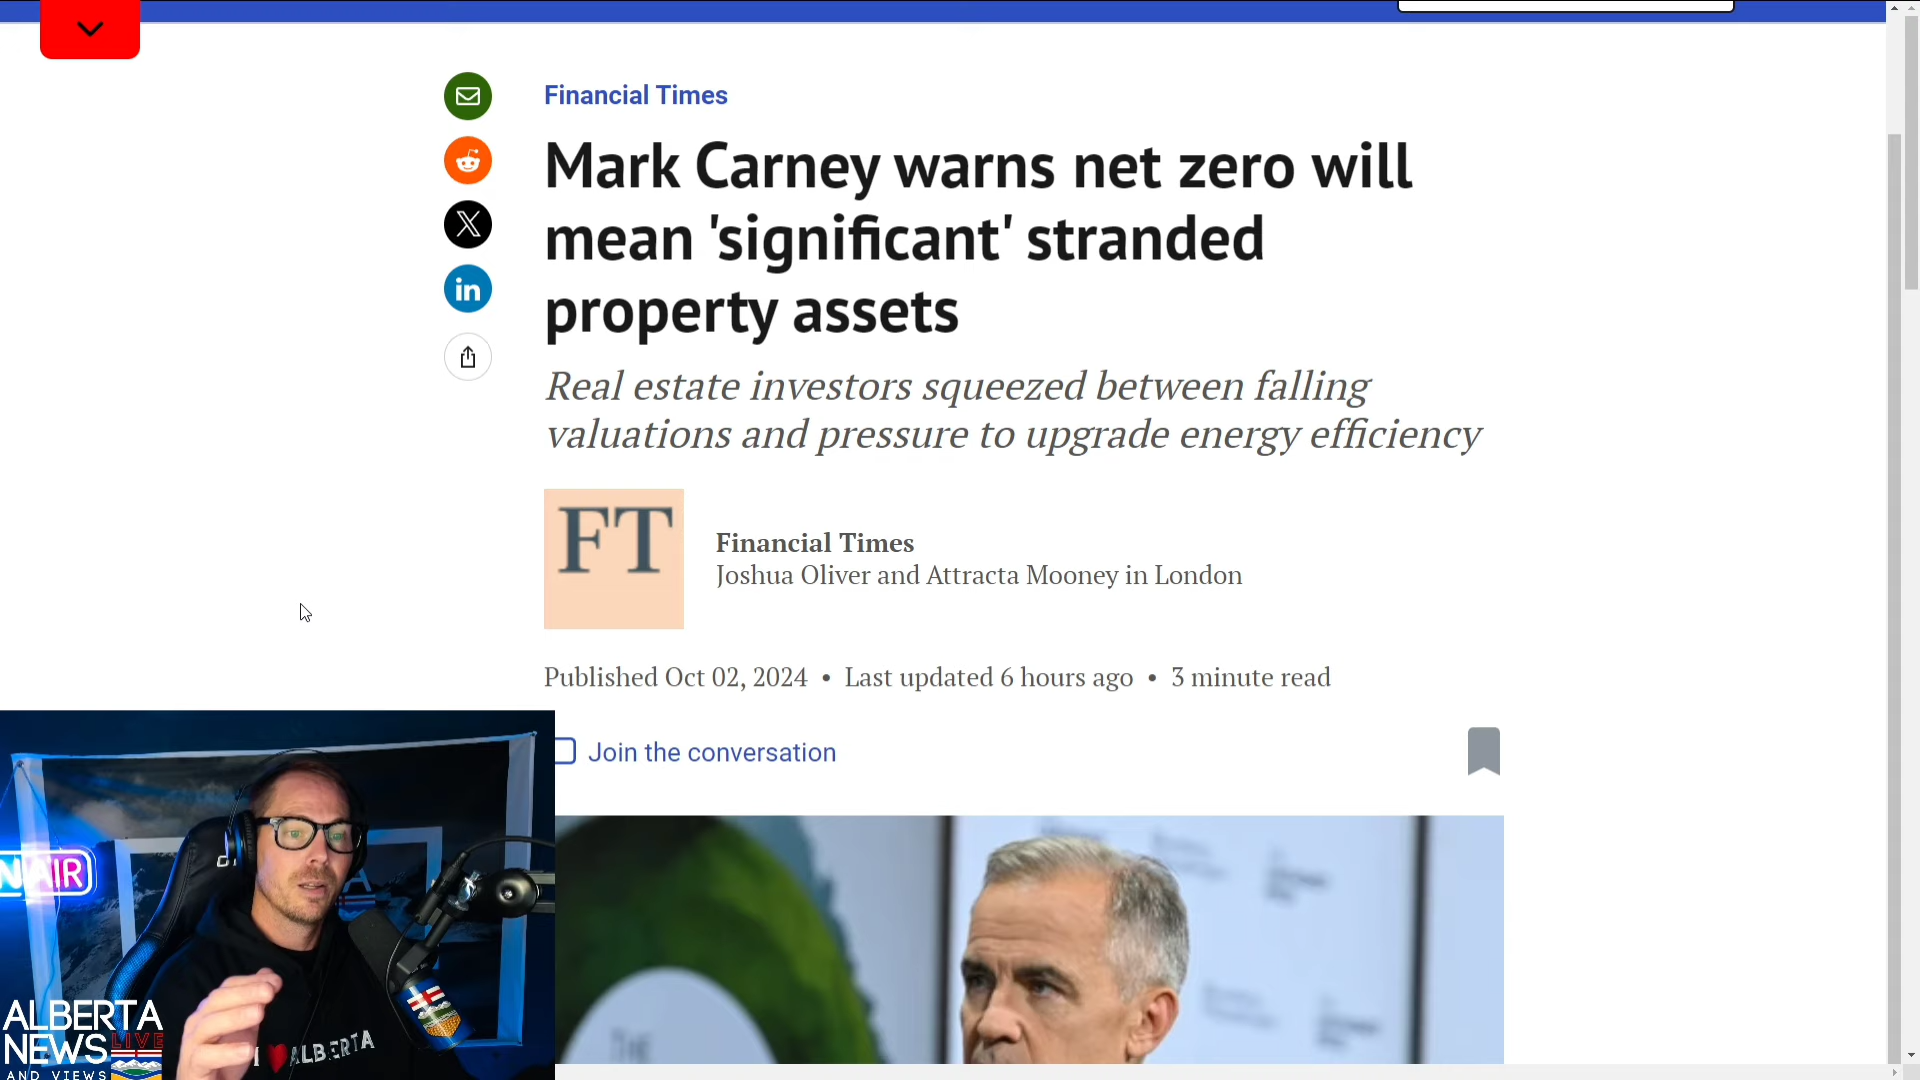 Financial Times
Mark Carney warns net zero will
mean 'significant' stranded
property assets
Real estate investors squeezed between falling
valuations and pressure to upgrade energy efficiency
FT
Financial Times
Joshua Oliver and Attracta Mooney in London
Published Oct 02, 2024 • Last updated 6 hours ago • 3 minute read
Join the conversation
in
N AIR
I ALBERTA
ALBERTA
NEWS LIVE
AND VIEWS
THE